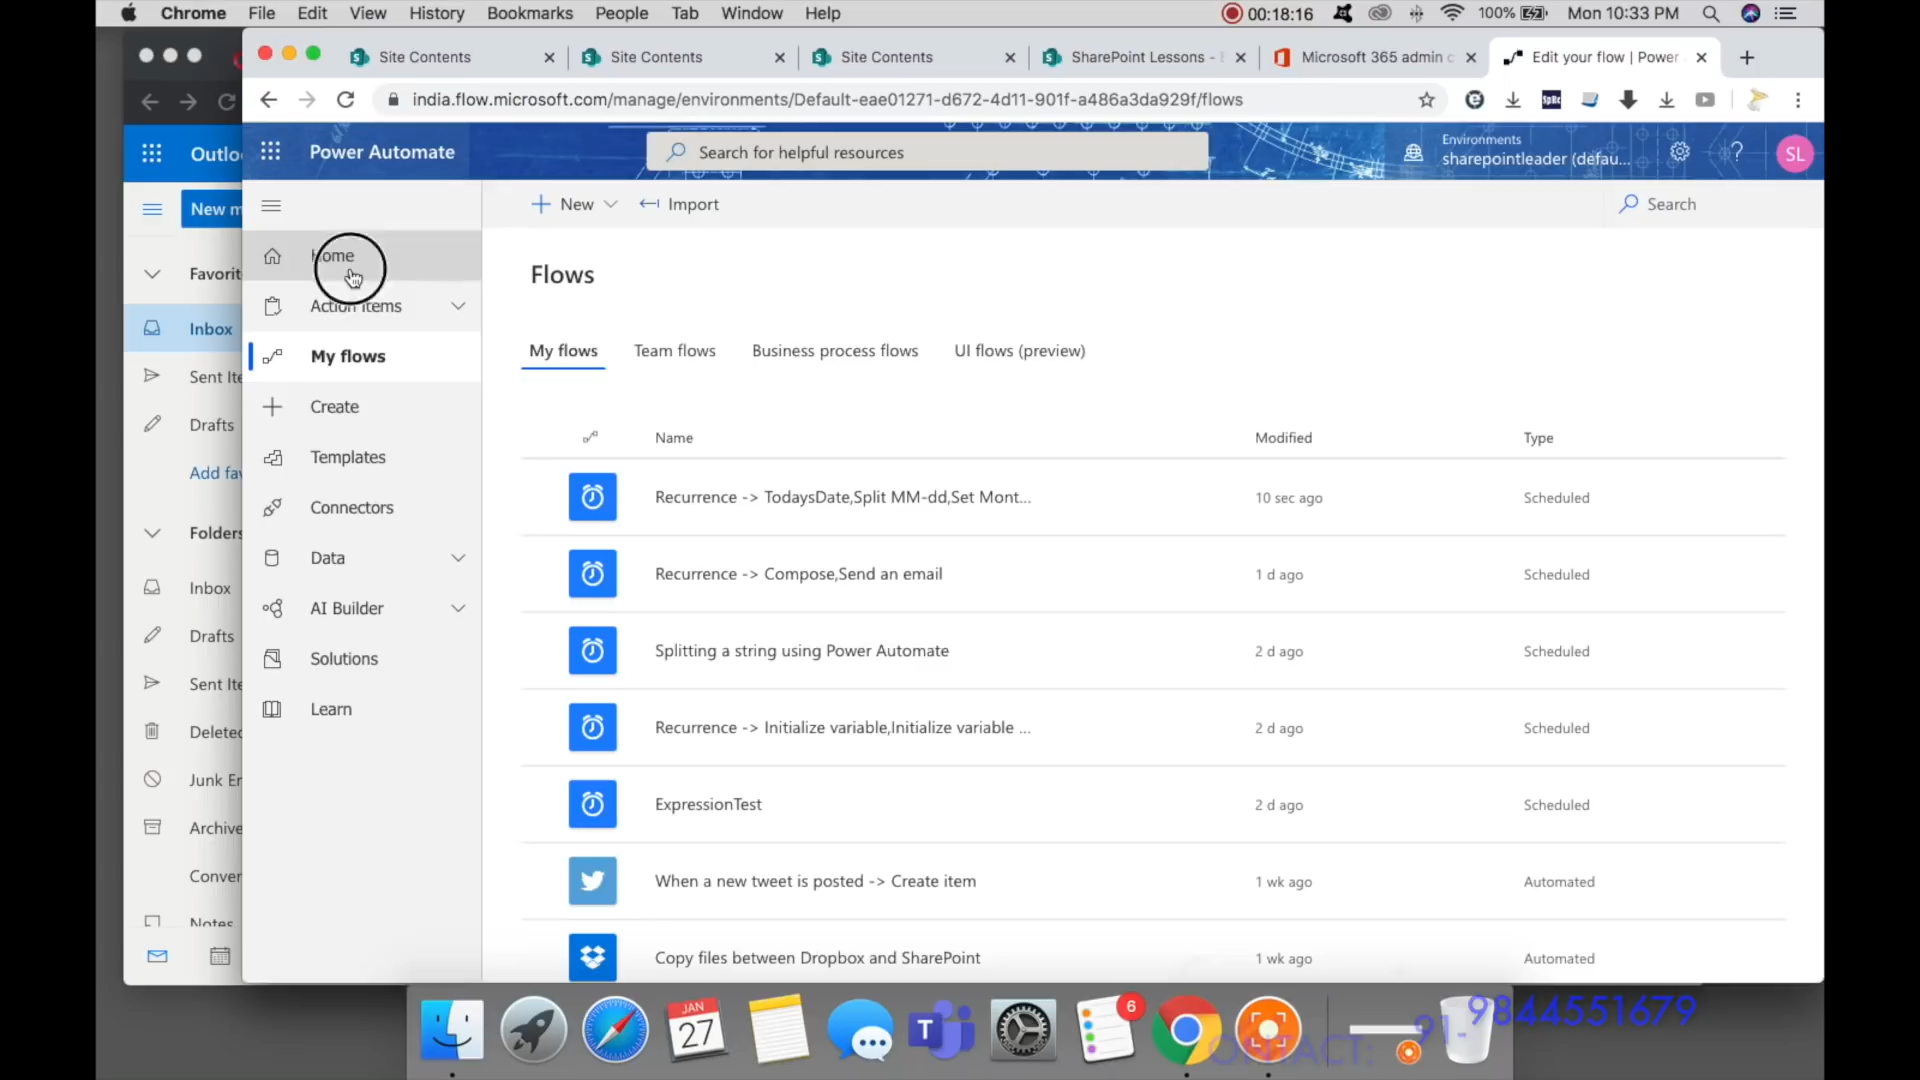 Chrome File Edit View History Bookmarks People Tab Window Help 00:18:16 100% Mon 10:33 PM
Site Contents Site Contents Site Contents SharePoint Lessons - Microsoft 365 admin Edit your flow | Power
india.flow.microsoft.com/manage/environments/Default-eae01271-d672-4d11-901f-a486a3da929f/flows
Outlo
Power Automate
Search for helpful resources
Environments
sharepointleader (defau...
SL
New m
New Import Search
Favorit
Inbox
Sent Ite
Drafts
Add fav
Folders
Inbox
Drafts
Sent Ite
Deleted
Junk Er
Archive
Conver
Notes
Home
Action items
My flows
Create
Templates
Connectors
Data
AI Builder
Solutions
Learn
Flows
My flows Team flows Business process flows UI flows (preview)
Name Modified Type
Recurrence -> TodaysDate,Split MM-dd,Set Mont... 10 sec ago Scheduled
Recurrence -> Compose,Send an email 1 d ago Scheduled
Splitting a string using Power Automate 2 d ago Scheduled
Recurrence -> Initialize variable,Initialize variable ... 2 d ago Scheduled
ExpressionTest 2 d ago Scheduled
When a new tweet is posted -> Create item 1 wk ago Automated
Copy files between Dropbox and SharePoint 1 wk ago Automated
JAN
27
T
6
CONTACT: 91-9844551679